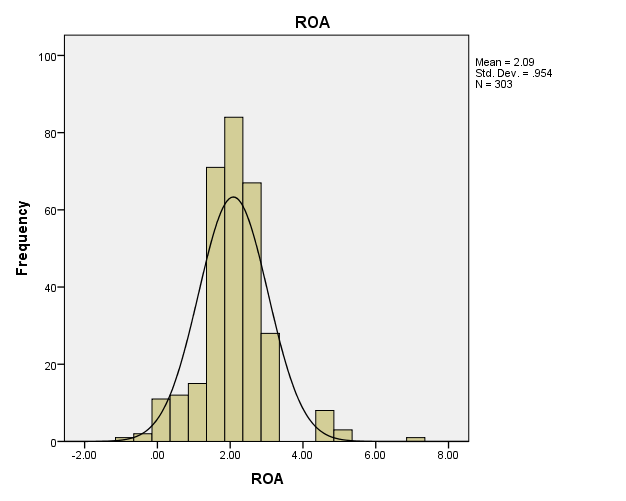 ROA
Mean = 2.09
Std. Dev. = .954
N = 303
100
80
60
40
20
0
Frequency
-2.00 .00 2.00 4.00 6.00 8.00
ROA